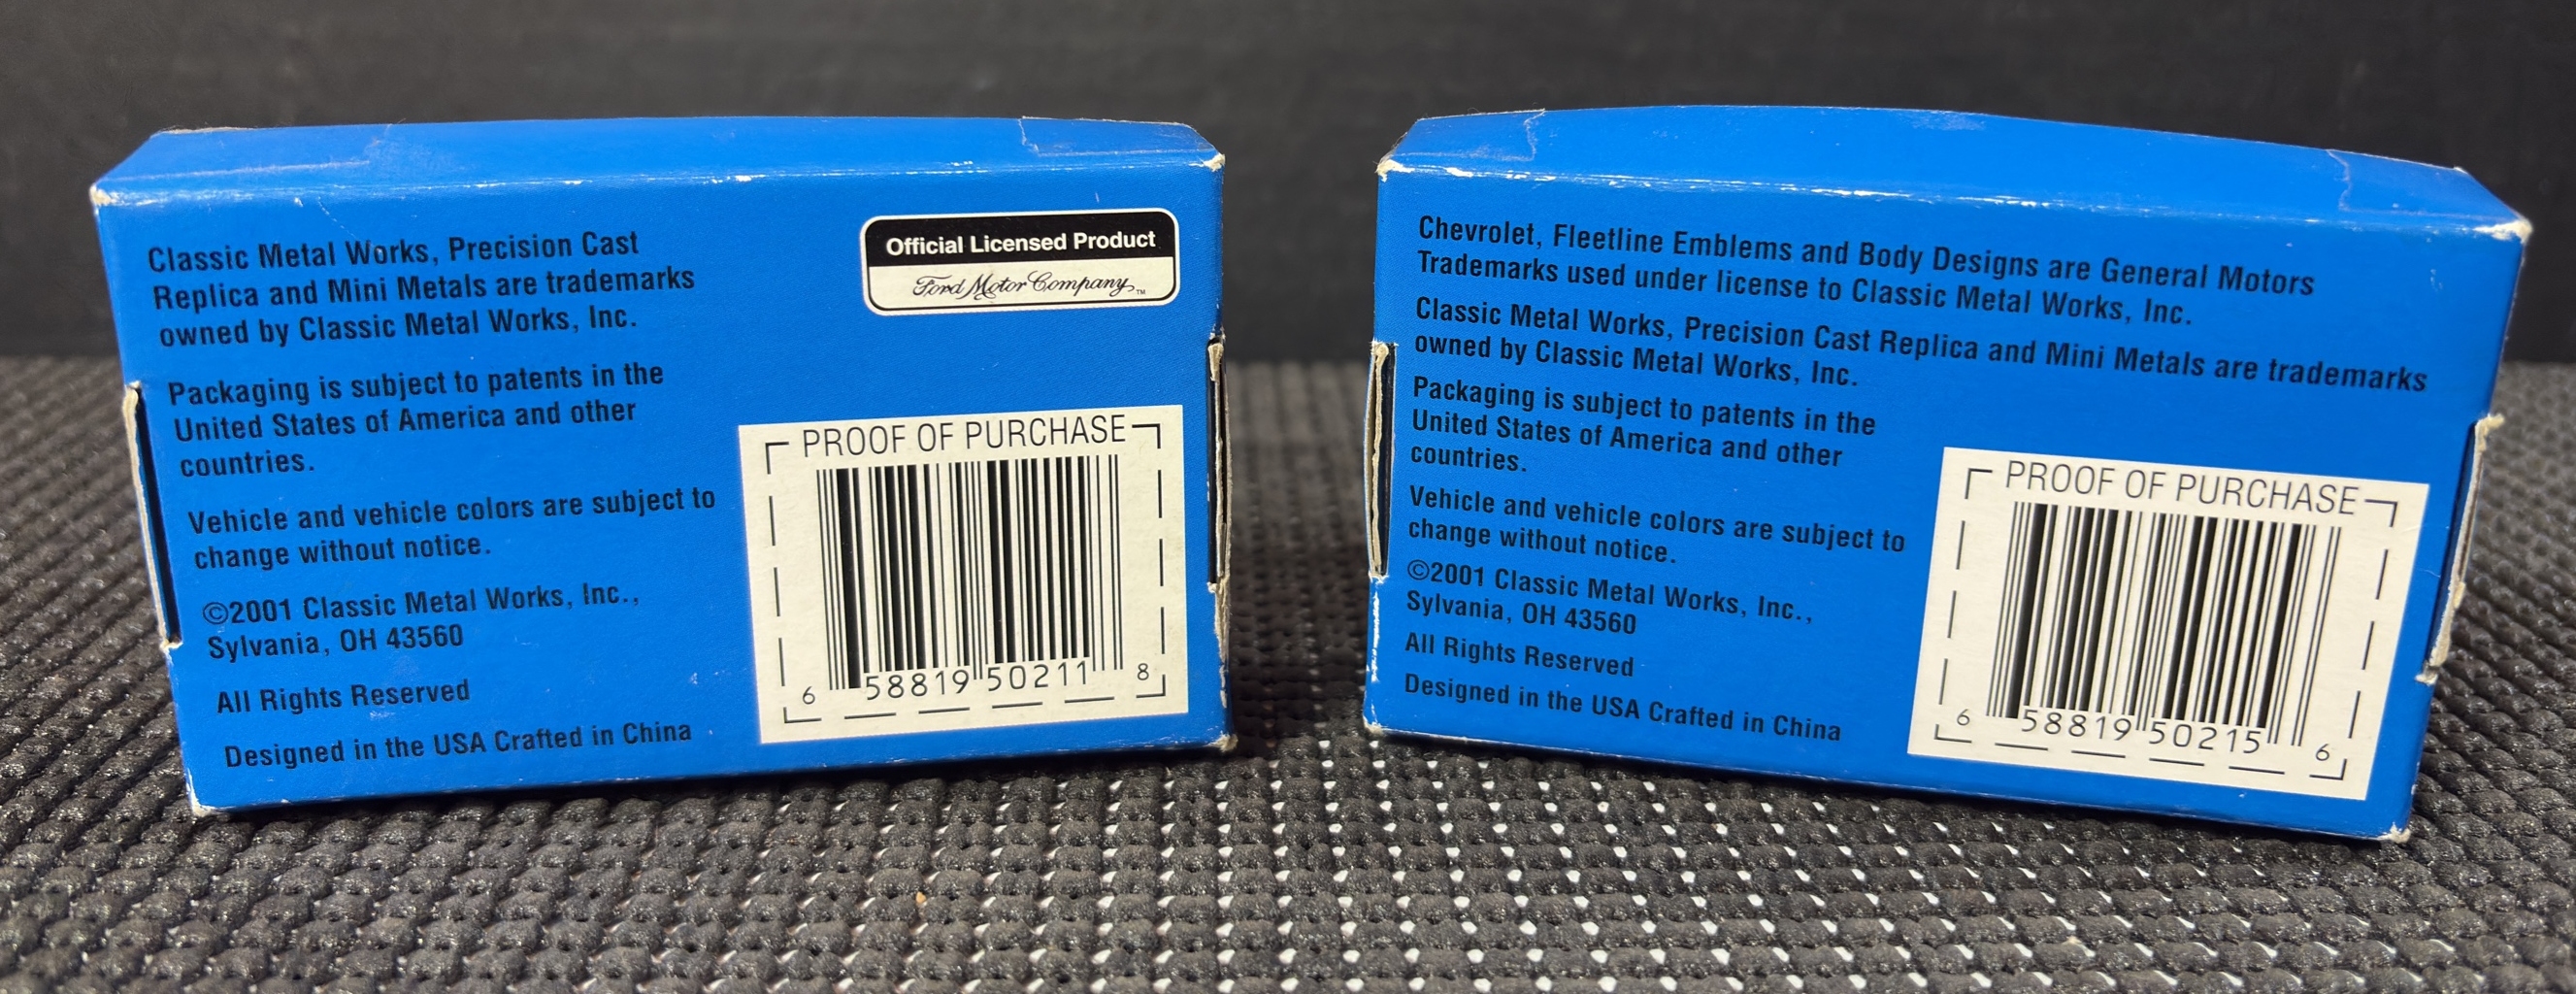 Classic Metal Works, Precision Cast
Replica and Mini Metals are trademarks
owned by Classic Metal Works, Inc.
Packaging is subject to patents in the
United States of America and other
countries.
Vehicle and vehicle colors are subject to
change without notice.
©2001 Classic Metal Works, Inc.,
Sylvania, OH 43560
All Rights Reserved
Designed in the USA Crafted in China
Official Licensed Product
Ford Motor Company™
PROOF OF PURCHASE
6 58819 50211 8
Chevrolet, Fleetline Emblems and Body Designs are General Motors
Trademarks used under license to Classic Metal Works, Inc.
Classic Metal Works, Precision Cast Replica and Mini Metals are trademarks
owned by Classic Metal Works, Inc.
Packaging is subject to patents in the
United States of America and other
countries.
Vehicle and vehicle colors are subject to
change without notice.
©2001 Classic Metal Works, Inc.,
Sylvania, OH 43560
All Rights Reserved
Designed in the USA Crafted in China
PROOF OF PURCHASE
6 58819 50215 6